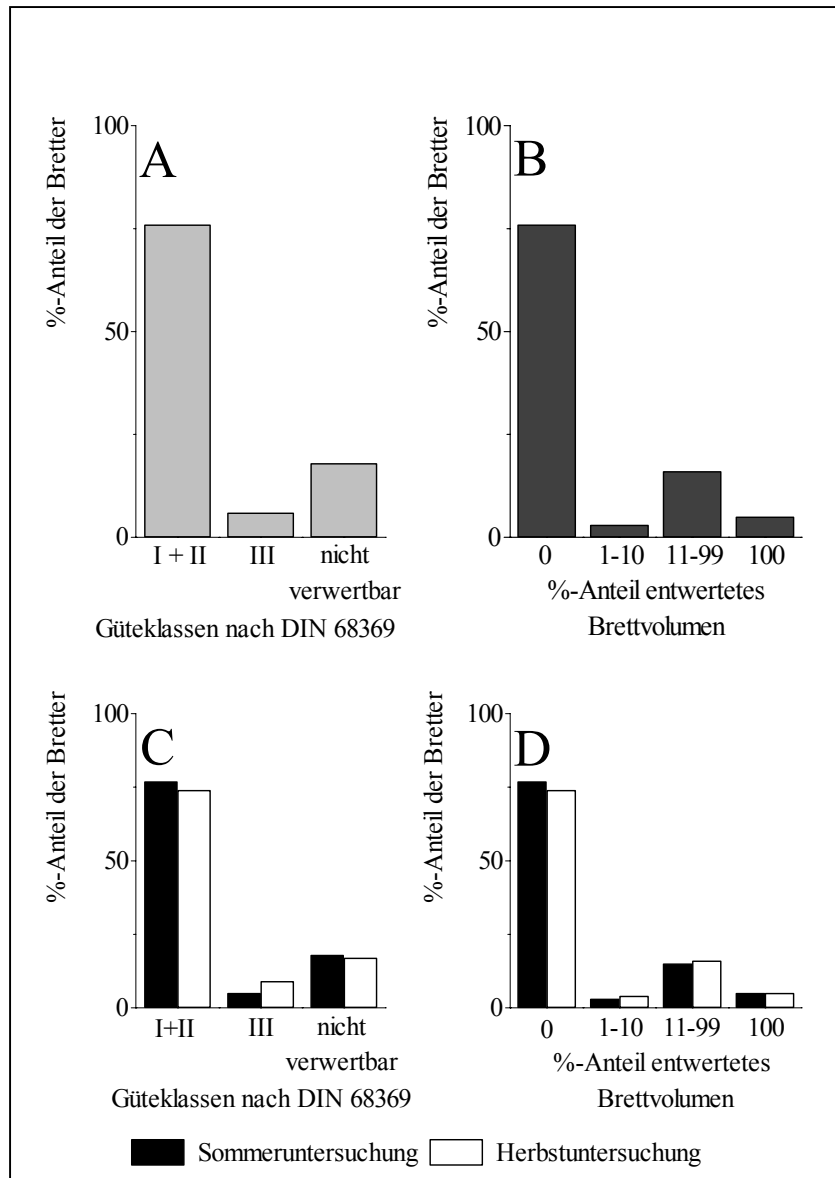 A
%-Anteil der Bretter
100
50
0
I + II III nicht
verwertbar
Güteklassen nach DIN 68369
B
%-Anteil der Bretter
100
50
0
0 1-10 11-99 100
%-Anteil entwertetes
Brettvolumen
C
%-Anteil der Bretter
100
50
0
I+II III nicht
verwertbar
Güteklassen nach DIN 68369
D
%-Anteil der Bretter
100
50
0
0 1-10 11-99 100
%-Anteil entwertetes
Brettvolumen
Sommeruntersuchung Herbstuntersuchung